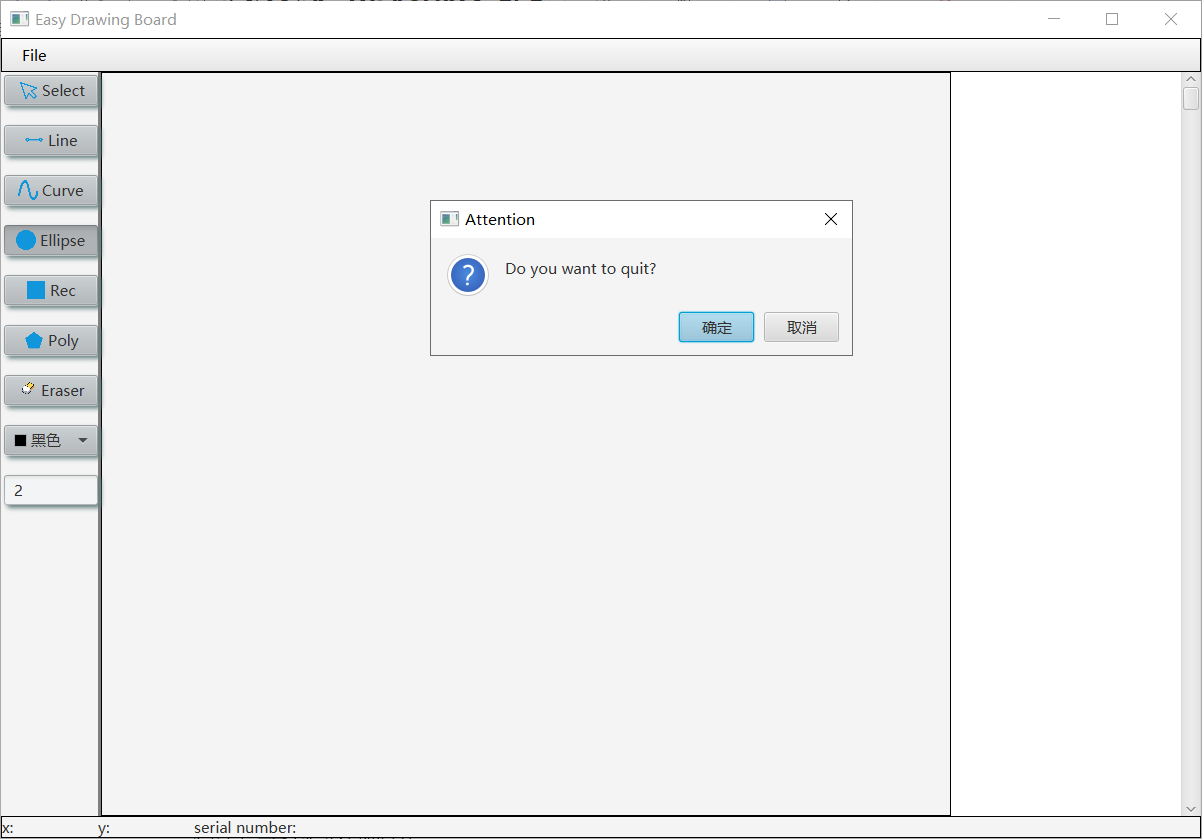 Easy Drawing Board
File
Select
Line
Curve
Ellipse
Rec
Poly
Eraser
黑色
2
Attention
?
Do you want to quit?
确定 取消
x: y: serial number: